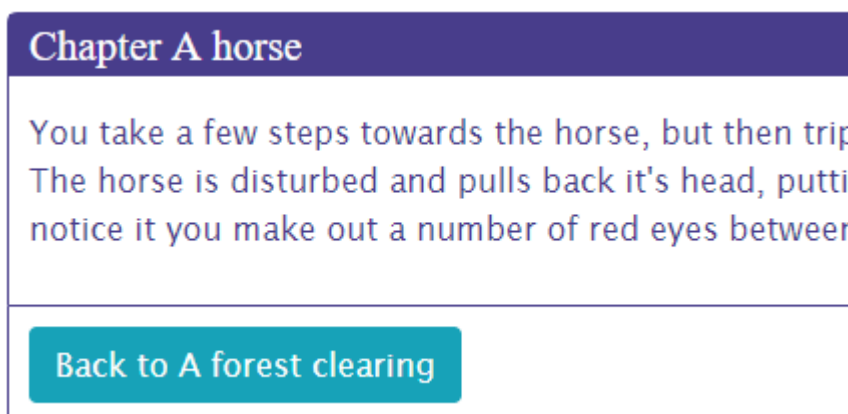 Chapter A horse
You take a few steps towards the horse, but then
The horse is disturbed and pulls back it's head,
notice it you make out a number of red eyes between
Back to A forest clearing